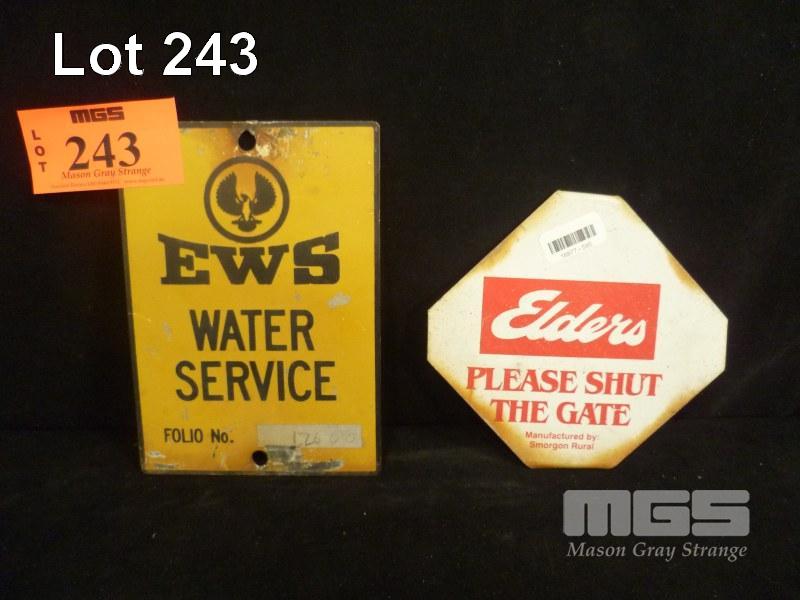 Lot 243
MGS
LOT
243
Mason Gray Strange
EWS
WATER
SERVICE
FOLIO No.
Elders
PLEASE SHUT
THE GATE
Manufactured by:
Smorgon Rural
MGS
Mason Gray Strange